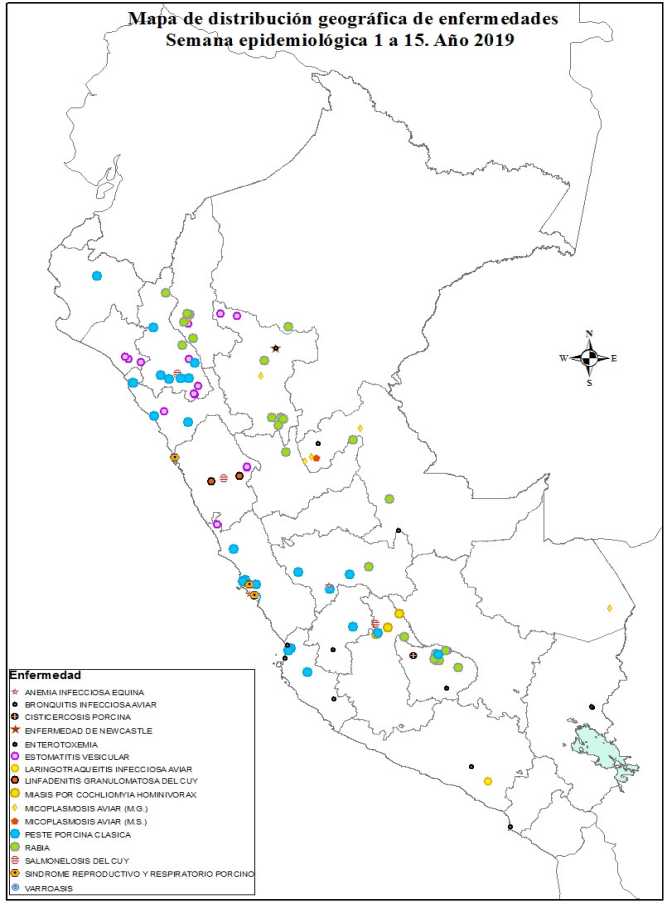 Mapa de distribución geográfica de enfermedades
Semana epidemiológica 1 a 15. Año 2019
N
W
E
S
Enfermedad
ANEMIA INFECCIOSA EQUINA
BRONQUITIS INFECCIOSA AVIAR
CISTICERCOSIS PORCINA
ENFERMEDAD DE NEWCASTLE
ENTEROTOXEMIA
ESTOMATITIS VESICULAR
LARINGOTRAQUEITIS INFECCIOSA AVIAR
LINFADENITIS GRANULOMATOSA DEL CUY
MIASIS POR COCHLIOMYIA HOMINIVORAX
MICOPLASMOSIS AVIAR (M.G.)
MICOPLASMOSIS AVIAR (M.S.)
PESTE PORCINA CLASICA
RABIA
SALMONELOSIS DEL CUY
SINDROME REPRODUCTIVO Y RESPIRATORIO PORCINO
VARROASIS